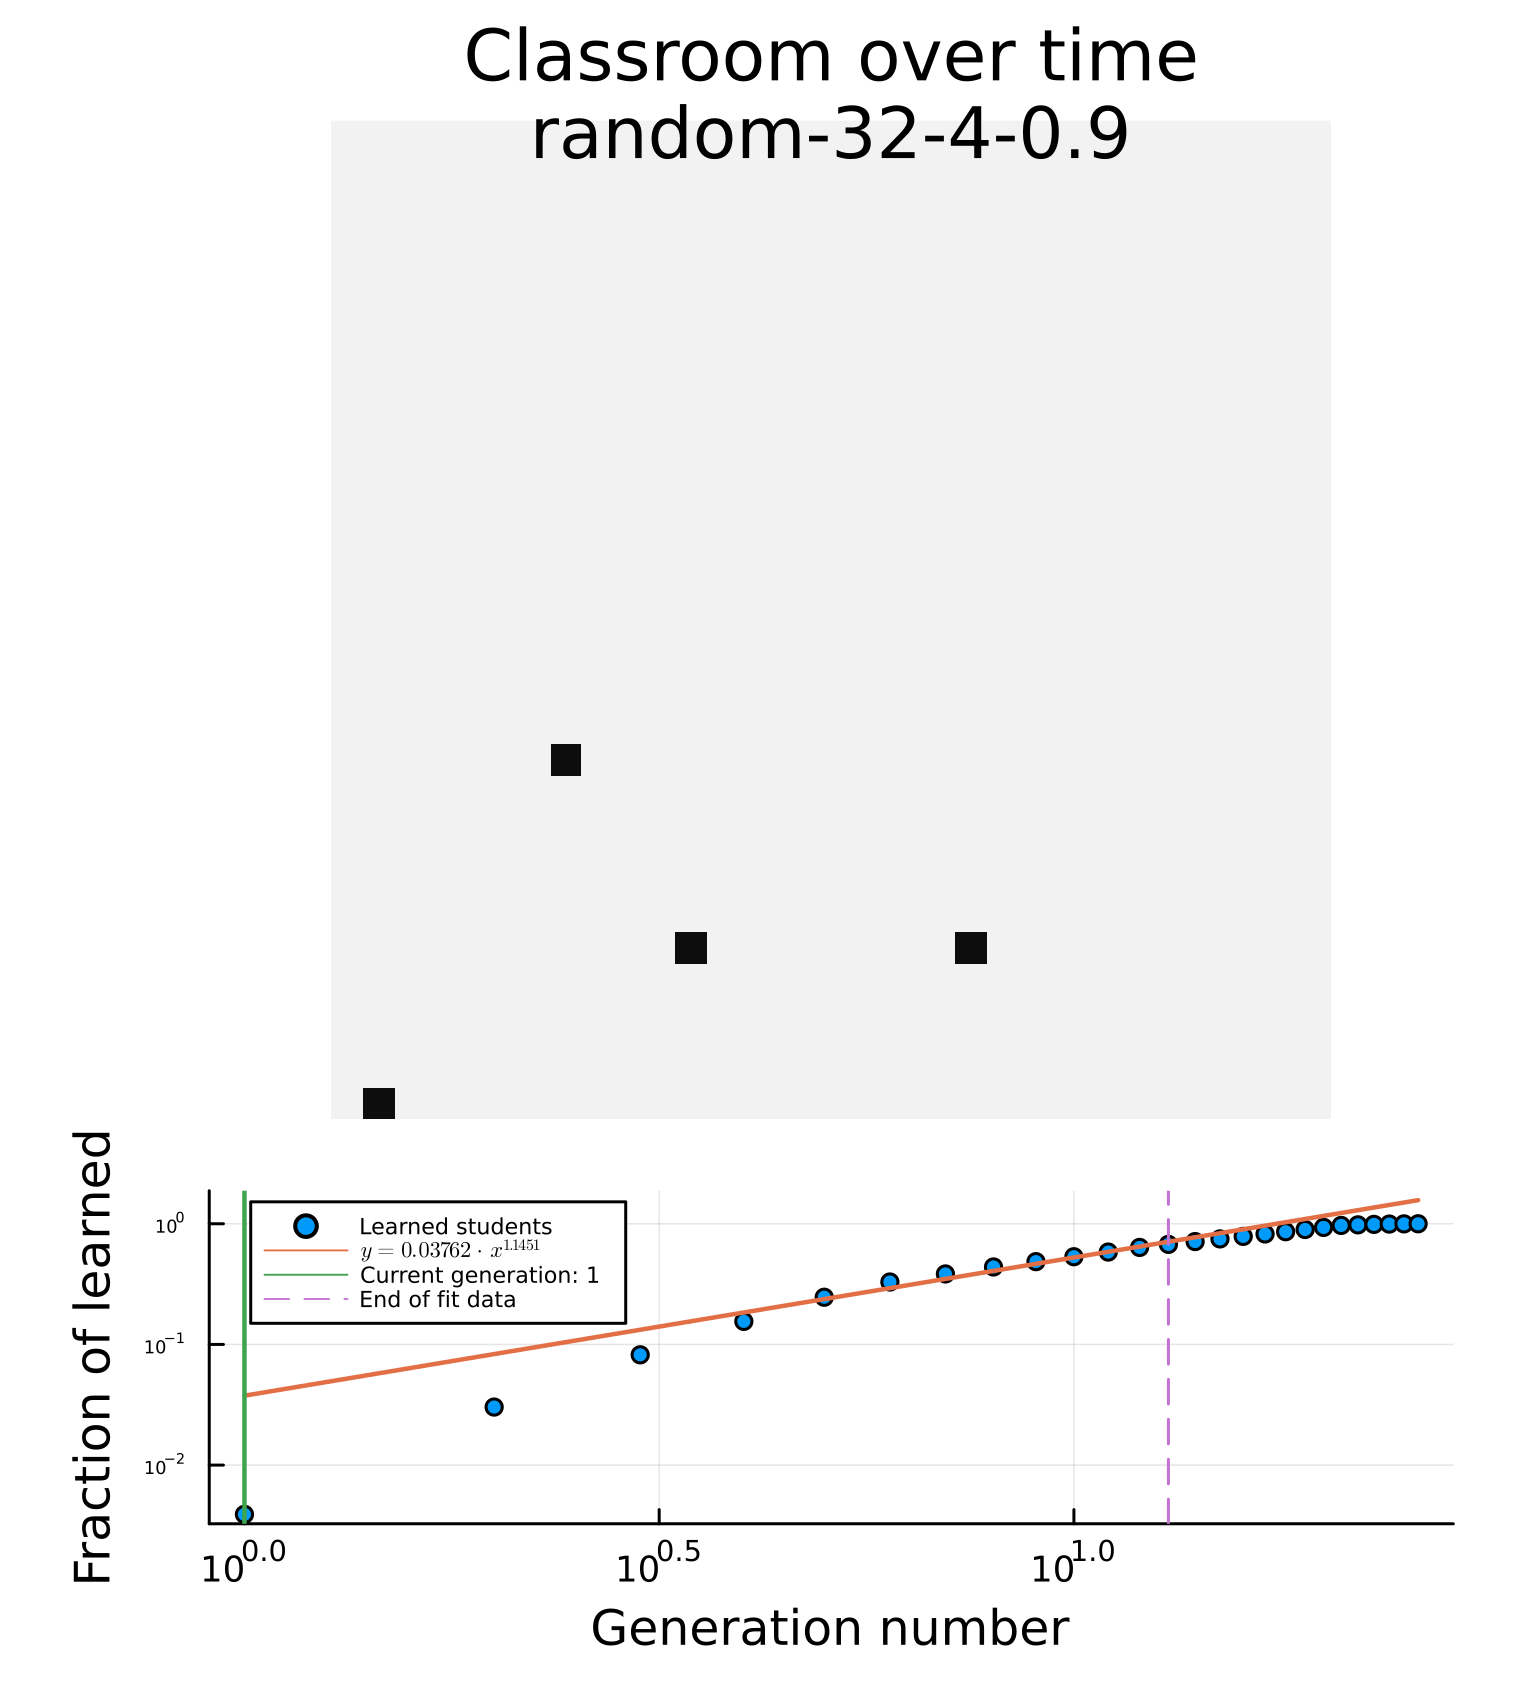 Classroom over time
random-32-4-0.9
Fraction of learned
10^0
10^−1
10^−2
Learned students
y = 0.03762 · x^1.1451
Current generation: 1
End of fit data
10^0.0
10^0.5
10^1.0
Generation number